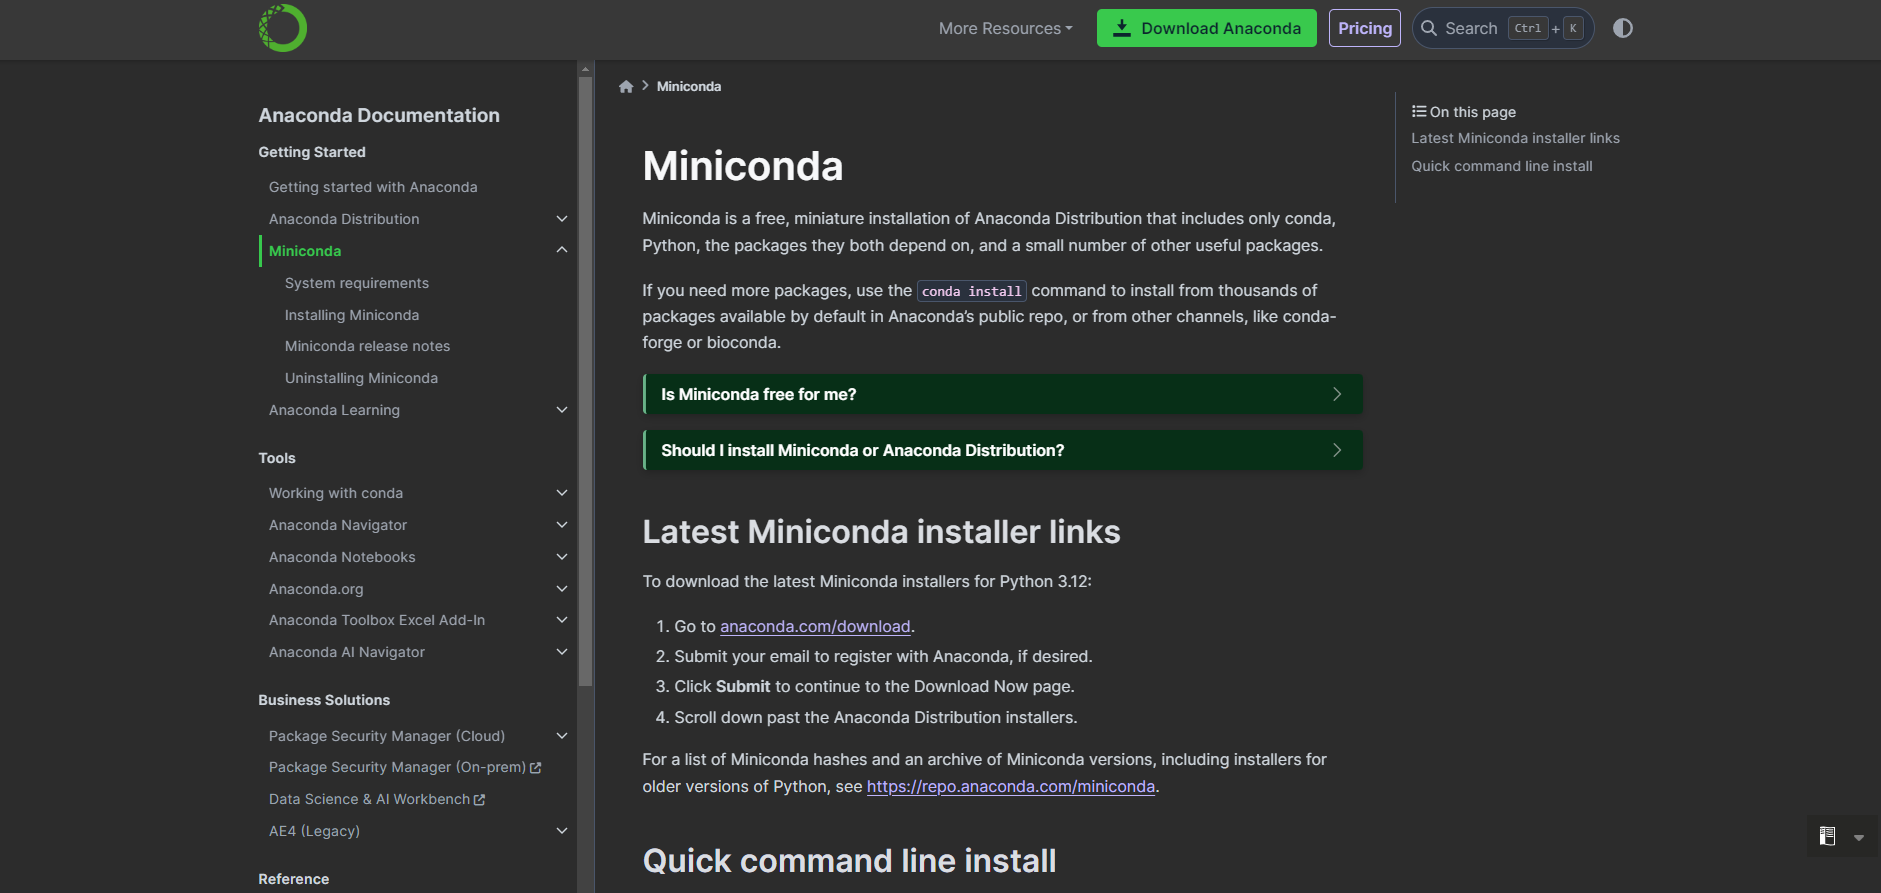 More Resources
Download Anaconda
Pricing
Search Ctrl + K
Anaconda Documentation
Getting Started
Getting started with Anaconda
Anaconda Distribution
Miniconda
System requirements
Installing Miniconda
Miniconda release notes
Uninstalling Miniconda
Anaconda Learning
Tools
Working with conda
Anaconda Navigator
Anaconda Notebooks
Anaconda.org
Anaconda Toolbox Excel Add-In
Anaconda AI Navigator
Business Solutions
Package Security Manager (Cloud)
Package Security Manager (On-prem)
Data Science & AI Workbench
AE4 (Legacy)
Reference
Miniconda
Miniconda
Miniconda is a free, miniature installation of Anaconda Distribution that includes only conda,
Python, the packages they both depend on, and a small number of other useful packages.
If you need more packages, use the conda install command to install from thousands of
packages available by default in Anaconda’s public repo, or from other channels, like conda-
forge or bioconda.
Is Miniconda free for me?
Should I install Miniconda or Anaconda Distribution?
Latest Miniconda installer links
To download the latest Miniconda installers for Python 3.12:
1. Go to anaconda.com/download.
2. Submit your email to register with Anaconda, if desired.
3. Click Submit to continue to the Download Now page.
4. Scroll down past the Anaconda Distribution installers.
For a list of Miniconda hashes and an archive of Miniconda versions, including installers for
older versions of Python, see https://repo.anaconda.com/miniconda.
Quick command line install
On this page
Latest Miniconda installer links
Quick command line install